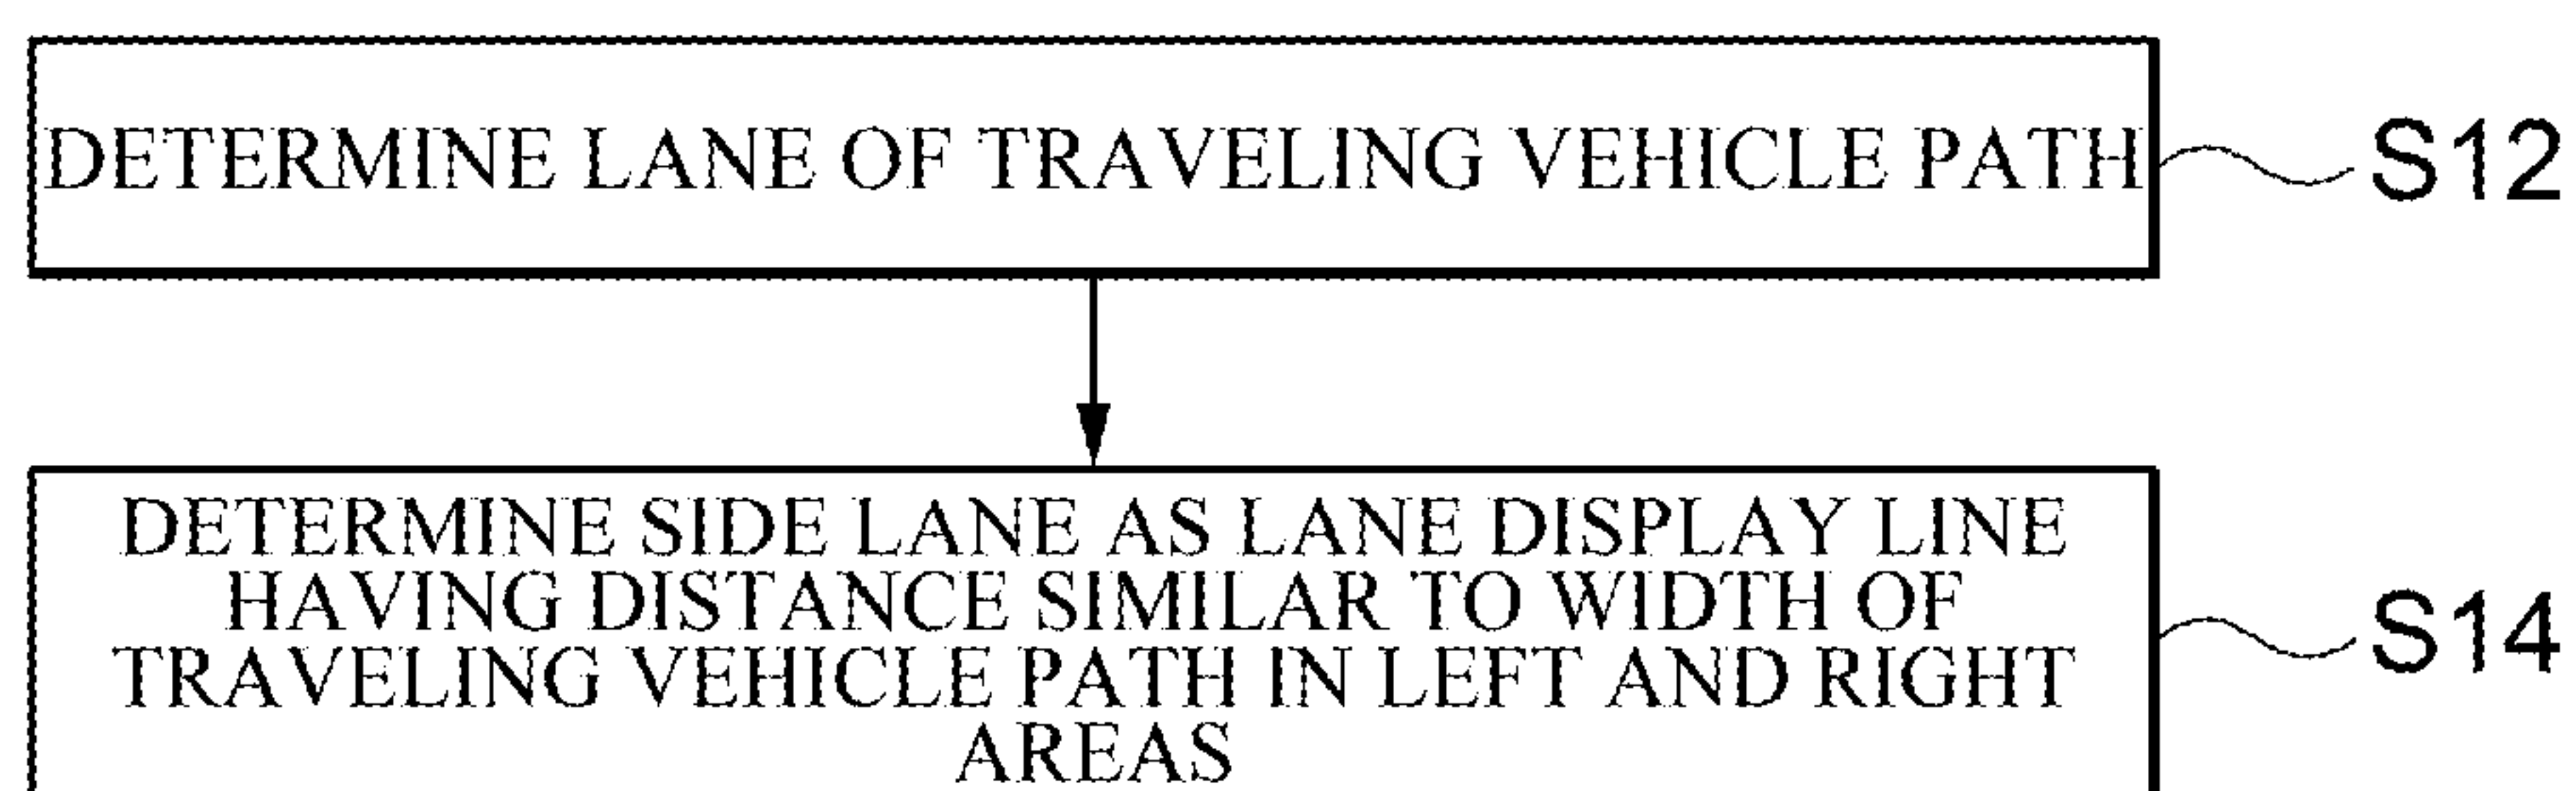 DETERMINE LANE OF TRAVELING VEHICLE PATH
S12
DETERMINE SIDE LANE AS LANE DISPLAY LINE
HAVING DISTANCE SIMILAR TO WIDTH OF
TRAVELING VEHICLE PATH IN LEFT AND RIGHT
AREAS
S14